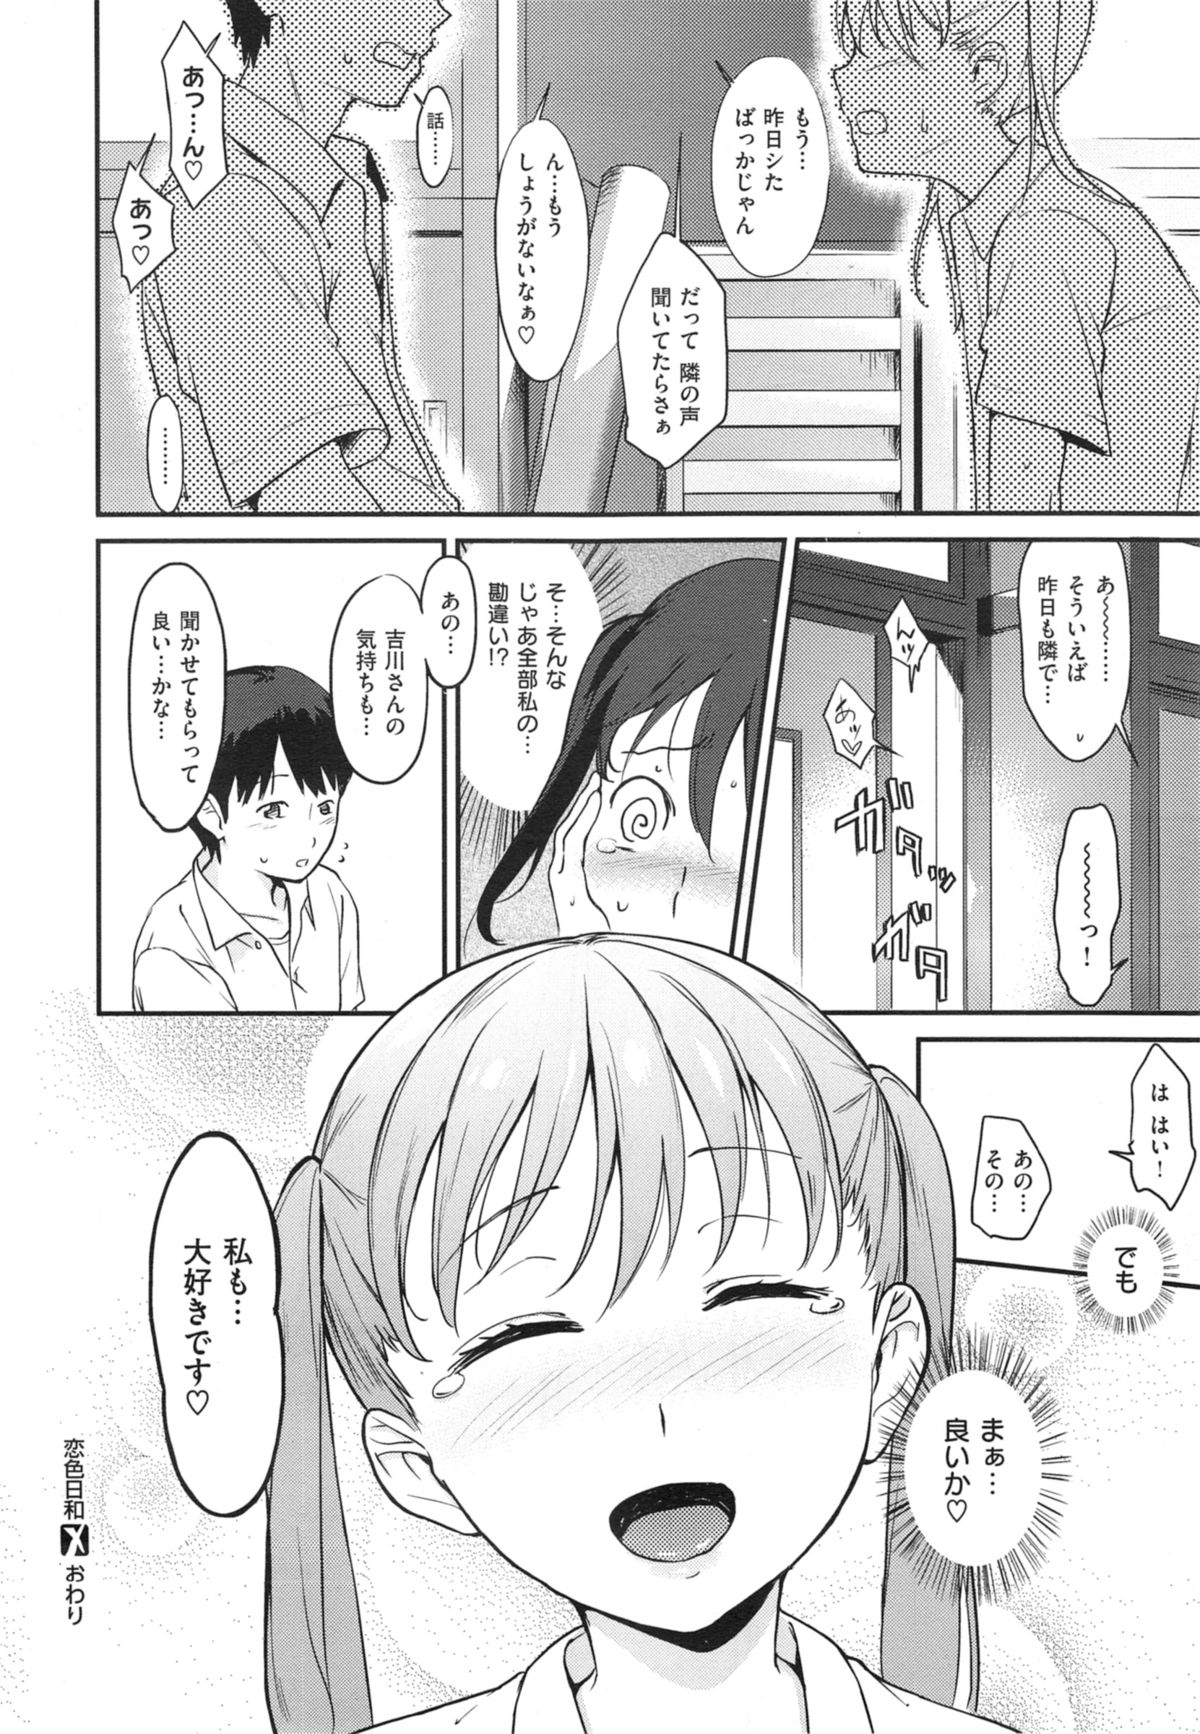 もう…
昨日シた
ばっかじゃん
だって 隣の声
聞いてたらさぁ
ん…もう
しょうがないなぁ♡
話……
あっ…ん♡
あっ♡
………
あ～～～……
そういえば
昨日も隣で…
～～～っ！
んッ
あッ♡
ガタ
ガタ
そ…そんな
じゃあ全部私の…
勘違い!?
あの…
吉川さんの
気持ちも…
聞かせてもらって
良い…かな…
は はい！
あの…
その…
でも
まぁ…
良いか♡
私も…
大好きです♡
恋色日和 X おわり